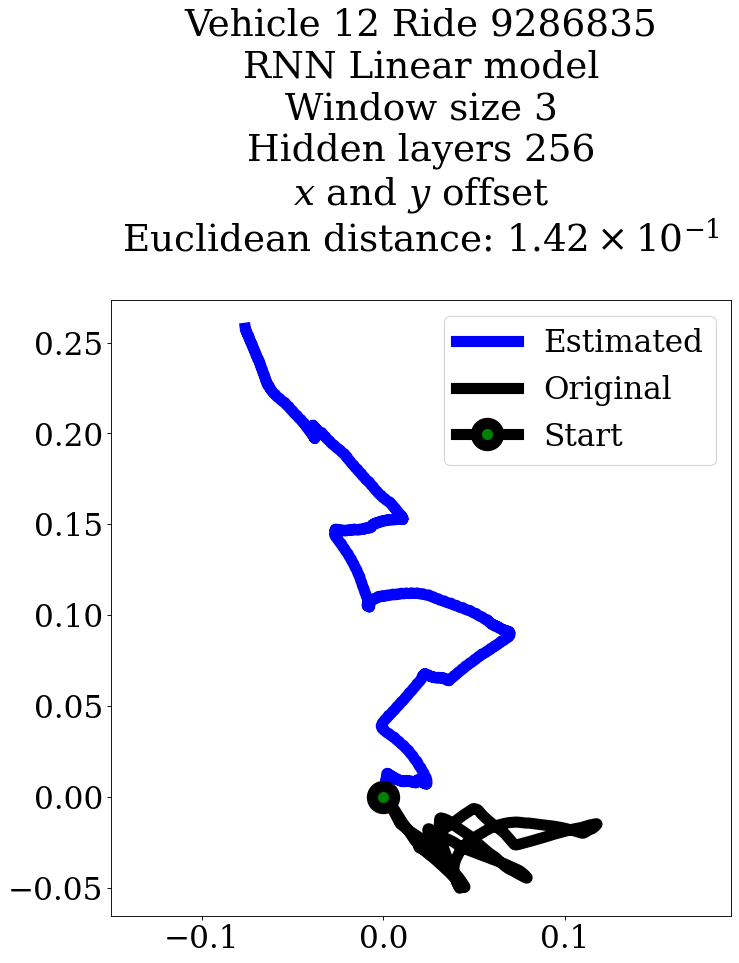 Vehicle 12 Ride 9286835
RNN Linear model
Window size 3
Hidden layers 256
x and y offset
Euclidean distance: 1.42 × 10⁻¹
0.25
0.20
0.15
0.10
0.05
0.00
−0.05
−0.1
0.0
0.1
Estimated
Original
Start